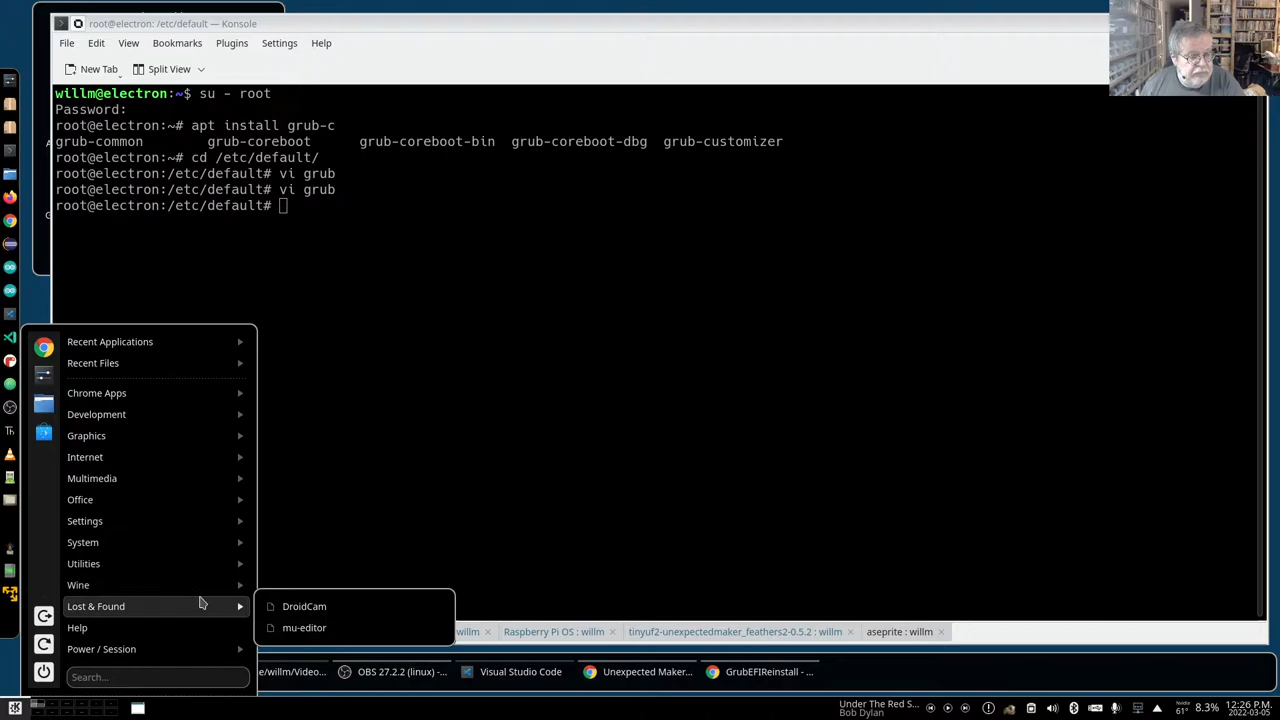 root@electron: /etc/default — Konsole
File Edit View Bookmarks Plugins Settings Help
New Tab Split View
willm@electron:~$ su - root
Password:
root@electron:~# apt install grub-c
grub-common grub-coreboot grub-coreboot-bin grub-coreboot-dbg grub-customizer
root@electron:~# cd /etc/default/
root@electron:/etc/default# vi grub
root@electron:/etc/default# vi grub
root@electron:/etc/default#
Recent Applications
Recent Files
Chrome Apps
Development
Graphics
Internet
Multimedia
Office
Settings
System
Utilities
Wine
Lost & Found
Help
Power / Session
Search...
DroidCam
mu-editor
willm Raspberry Pi OS : willm tinyuf2-unexpectedmaker_feathers2-0.5.2 : willm aseprite : willm
e/willm/Video... OBS 27.2.2 (linux) -... Visual Studio Code Unexpected Maker... GrubEFIReinstall - ...
Under The Red S...
Bob Dylan
Nvidia
61° 8.3%
12:26 PM
2022-03-05